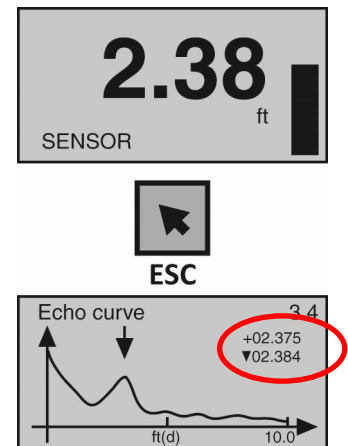 2.38
ft
SENSOR
ESC
Echo curve 3.4
+02.375
▼02.384
ft(d) 10.0